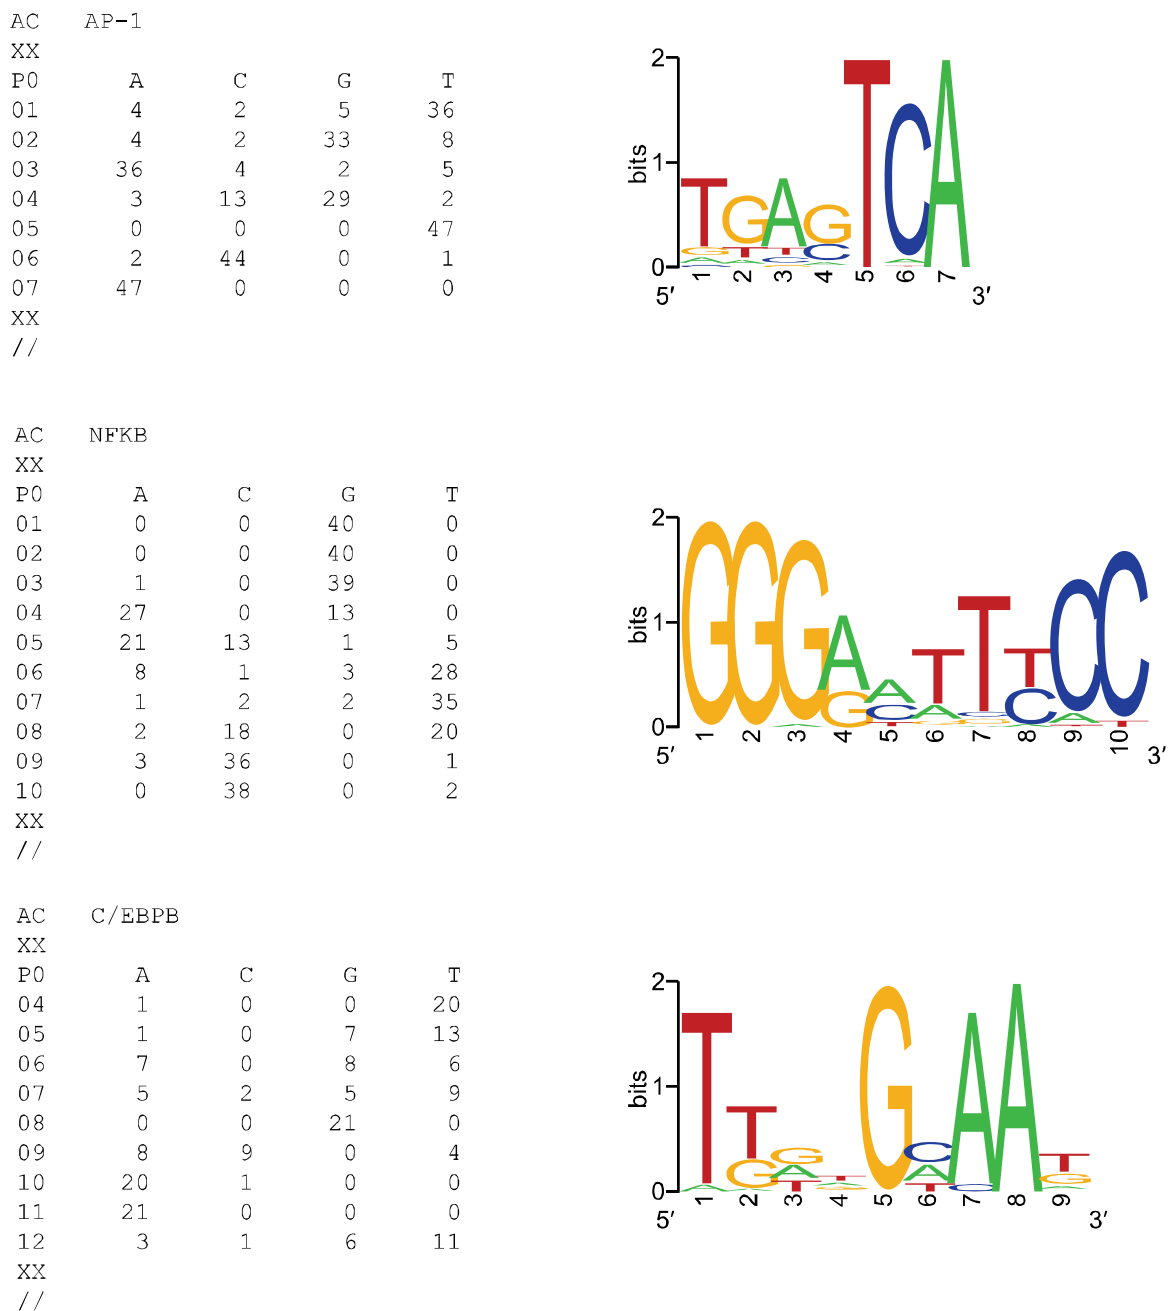 AC AP-1
XX
P0 A C G T
01 4 2 5 36
02 4 2 33 8
03 36 4 2 5
04 3 13 29 2
05 0 0 0 47
06 2 44 0 1
07 47 0 0 0
XX
//
2
1
0
bits
TGAGTCA
1 2 3 4 5 6 7
5′ 3′
AC NFKB
XX
P0 A C G T
01 0 0 40 0
02 0 0 40 0
03 1 0 39 0
04 27 0 13 0
05 21 13 1 5
06 8 1 3 28
07 1 2 2 35
08 2 18 0 20
09 3 36 0 1
10 0 38 0 2
XX
//
2
1
0
bits
GGGAATTTCC
1 2 3 4 5 6 7 8 9 10
5′ 3′
AC C/EBPB
XX
P0 A C G T
04 1 0 0 20
05 1 0 7 13
06 7 0 8 6
07 5 2 5 9
08 0 0 21 0
09 8 9 0 4
10 20 1 0 0
11 21 0 0 0
12 3 1 6 11
XX
//
2
1
0
bits
TTGTGCAAT
1 2 3 4 5 6 7 8 9
5′ 3′